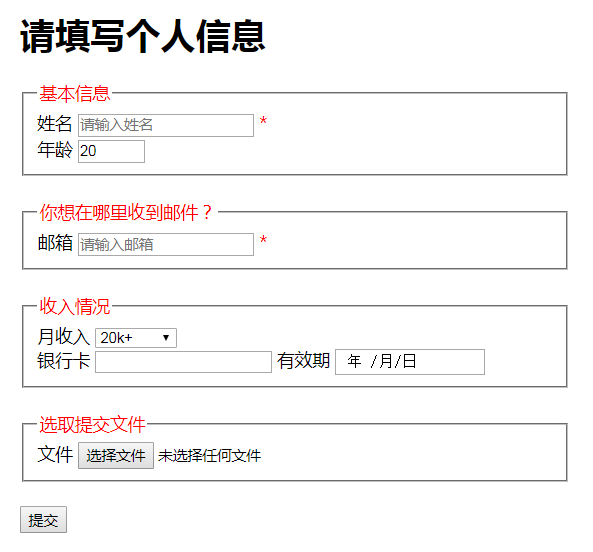 请填写个人信息
基本信息
姓名 请输入姓名 *
年龄 20
你想在哪里收到邮件？
邮箱 请输入邮箱 *
收入情况
月收入 20k+
银行卡 有效期 年 /月/日
选取提交文件
文件 选择文件 未选择任何文件
提交